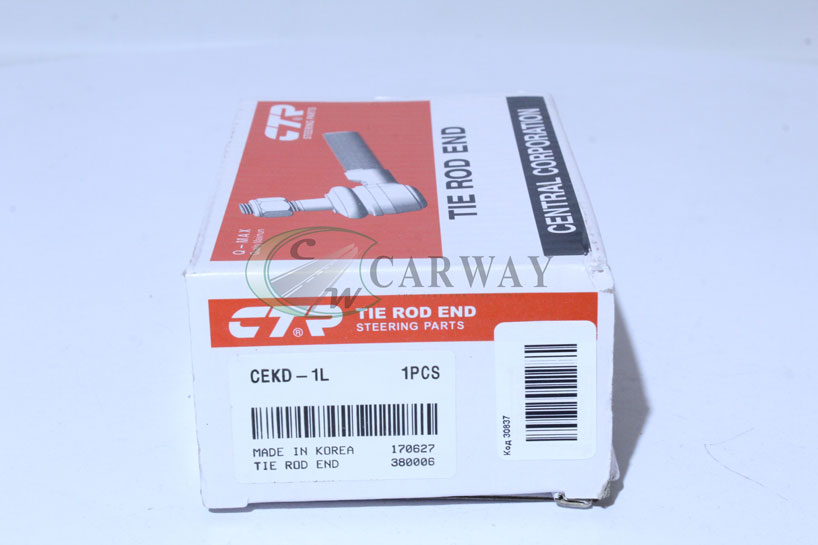 CTR®
STEERING PARTS
TIE ROD END
CENTRAL CORPORATION
Q-MAX
CW CARWAY
CTR® TIE ROD END
STEERING PARTS
CEKD-1L 1PCS
MADE IN KOREA 170627
TIE ROD END 380006
Код 30837